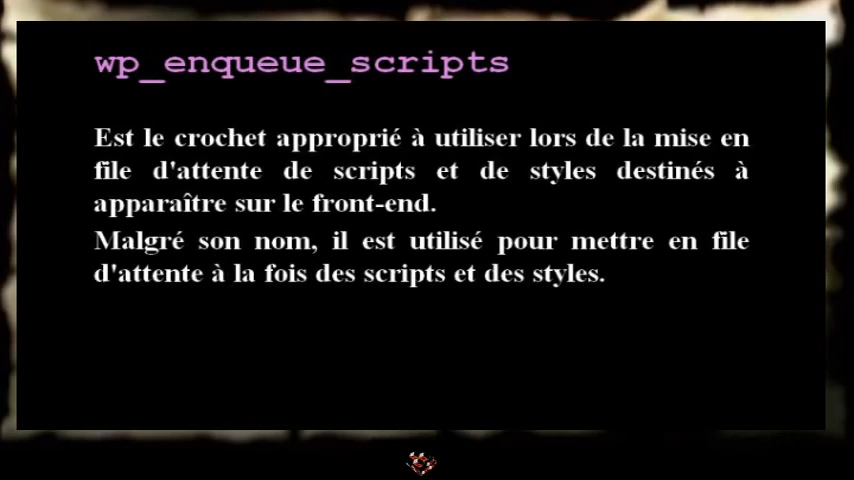 wp_enqueue_scripts
Est le crochet approprié à utiliser lors de la mise en
file d'attente de scripts et de styles destinés à
apparaître sur le front-end.
Malgré son nom, il est utilisé pour mettre en file
d'attente à la fois des scripts et des styles.